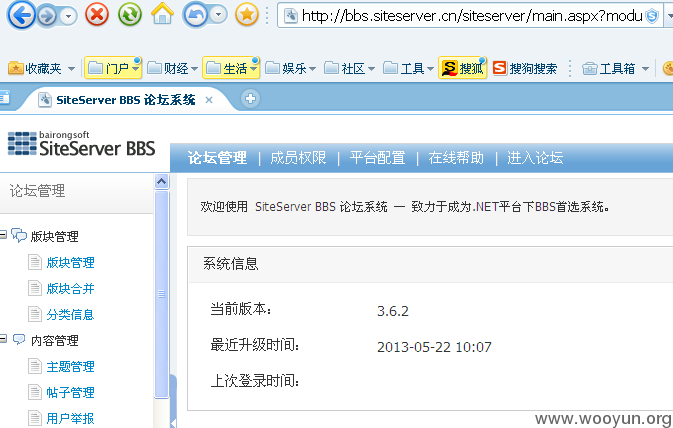 http://bbs.siteserver.cn/siteserver/main.aspx?modu
收藏夹 门户 财经 生活 娱乐 社区 工具 搜狐 搜狗搜索 工具箱
SiteServer BBS 论坛系统
bairongsoft
SiteServer BBS
论坛管理 | 成员权限 | 平台配置 | 在线帮助 | 进入论坛
论坛管理
欢迎使用 SiteServer BBS 论坛系统 — 致力于成为.NET平台下BBS首选系统。
版块管理
版块管理
版块合并
分类信息
内容管理
主题管理
帖子管理
用户举报
系统信息
当前版本： 3.6.2
最近升级时间： 2013-05-22 10:07
上次登录时间：
www.wooyun.org